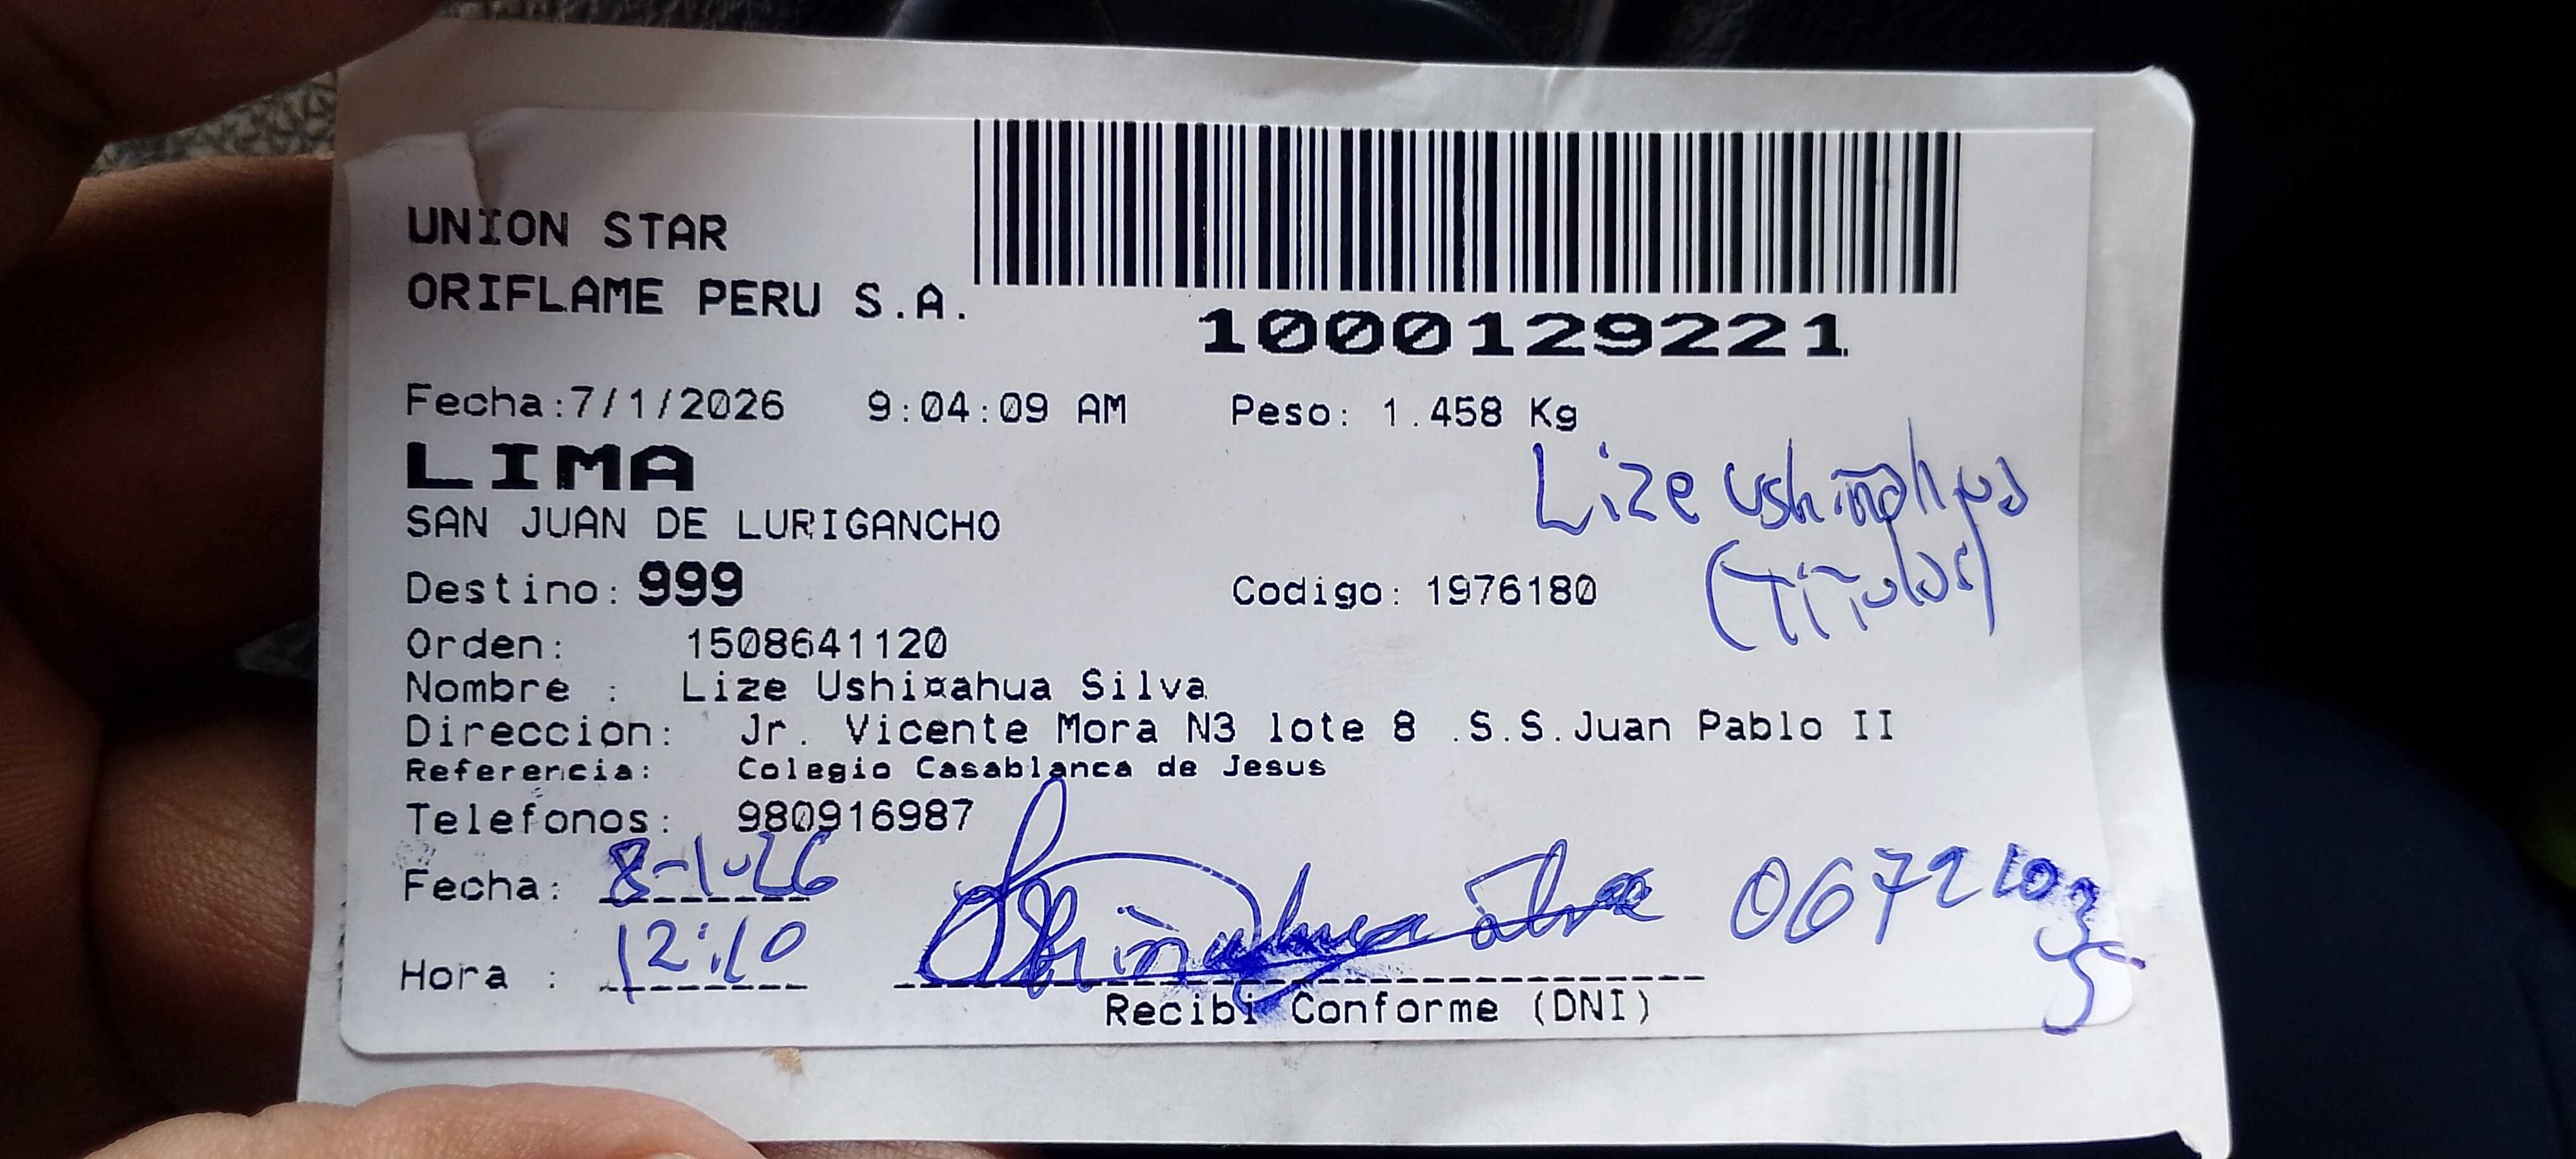 UNION STAR
ORIFLAME PERU S.A.
1000129221
Fecha:7/1/2026 9:04:09 AM Peso: 1.458 Kg
LIMA
SAN JUAN DE LURIGANCHO
Lize Ushiñahua
Destino: 999 Codigo: 1976180
Orden: 1508641120
Nombre : Lize Ushi¤ahua Silva
Direccion: Jr. Vicente Mora N3 lote 8 .S.S.Juan Pablo II
Referencia: Colegio Casablanca de Jesus
Telefonos: 980916987
Fecha: 8-1-26
Hora : 12:10
Recibi Conforme (DNI)